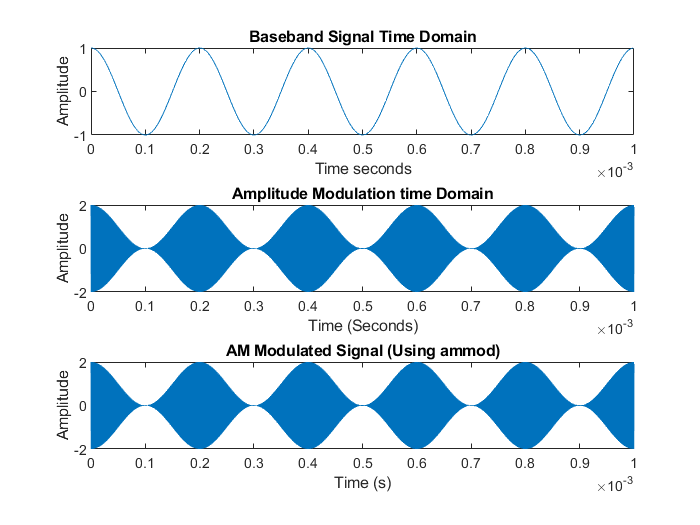 Baseband Signal Time Domain
1
0
-1
Amplitude
0 0.1 0.2 0.3 0.4 0.5 0.6 0.7 0.8 0.9 1
Time seconds
×10-3
Amplitude Modulation time Domain
2
0
-2
Amplitude
0 0.1 0.2 0.3 0.4 0.5 0.6 0.7 0.8 0.9 1
Time (Seconds)
×10-3
AM Modulated Signal (Using ammod)
2
0
-2
Amplitude
0 0.1 0.2 0.3 0.4 0.5 0.6 0.7 0.8 0.9 1
Time (s)
×10-3